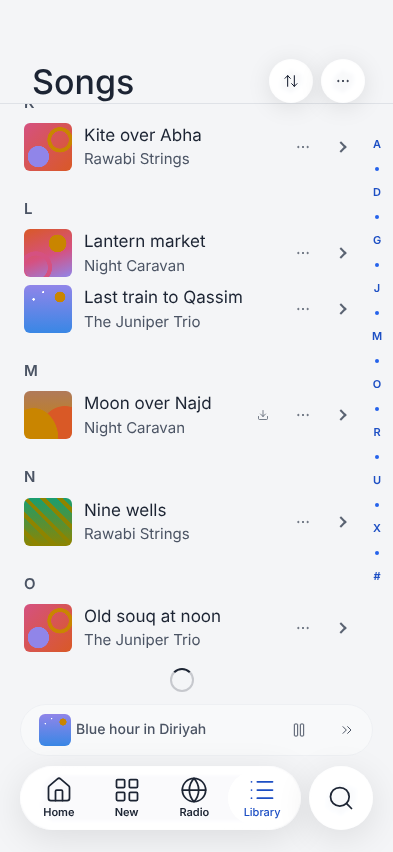 Songs
K
Kite over Abha
Rawabi Strings
L
Lantern market
Night Caravan
Last train to Qassim
The Juniper Trio
M
Moon over Najd
Night Caravan
N
Nine wells
Rawabi Strings
O
Old souq at noon
The Juniper Trio
A
D
G
J
M
O
R
U
X
#
Blue hour in Diriyah
Home
New
Radio
Library